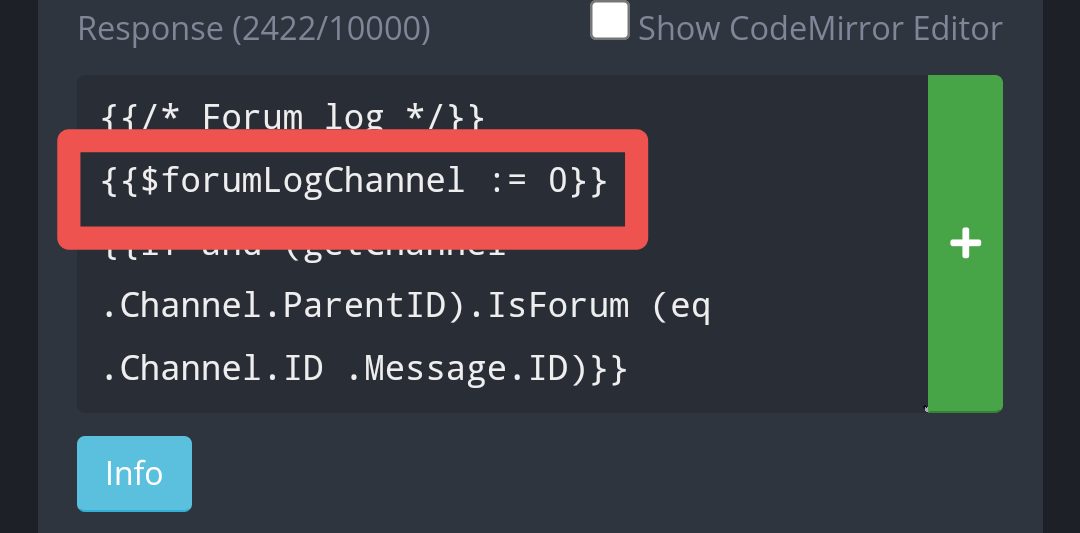 Response (2422/10000)
Show CodeMirror Editor
{{/* Forum log */}}
{{$forumLogChannel := 0}}
{{if and (getChannel
.Channel.ParentID).IsForum (eq
.Channel.ID .Message.ID)}}
+
Info